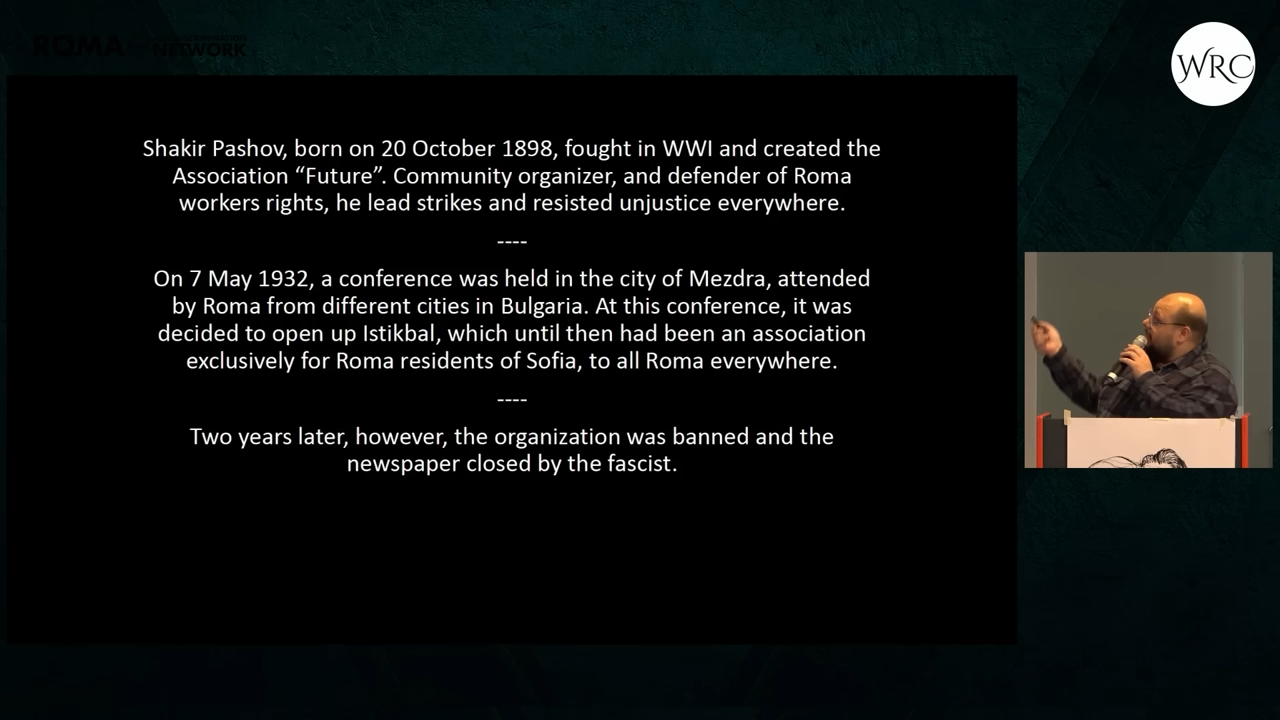 ROMA
NETWORK
WRC
Shakir Pashov, born on 20 October 1898, fought in WWI and created the
Association “Future”. Community organizer, and defender of Roma
workers rights, he lead strikes and resisted unjustice everywhere.
----
On 7 May 1932, a conference was held in the city of Mezdra, attended
by Roma from different cities in Bulgaria. At this conference, it was
decided to open up Istikbal, which until then had been an association
exclusively for Roma residents of Sofia, to all Roma everywhere.
----
Two years later, however, the organization was banned and the
newspaper closed by the fascist.